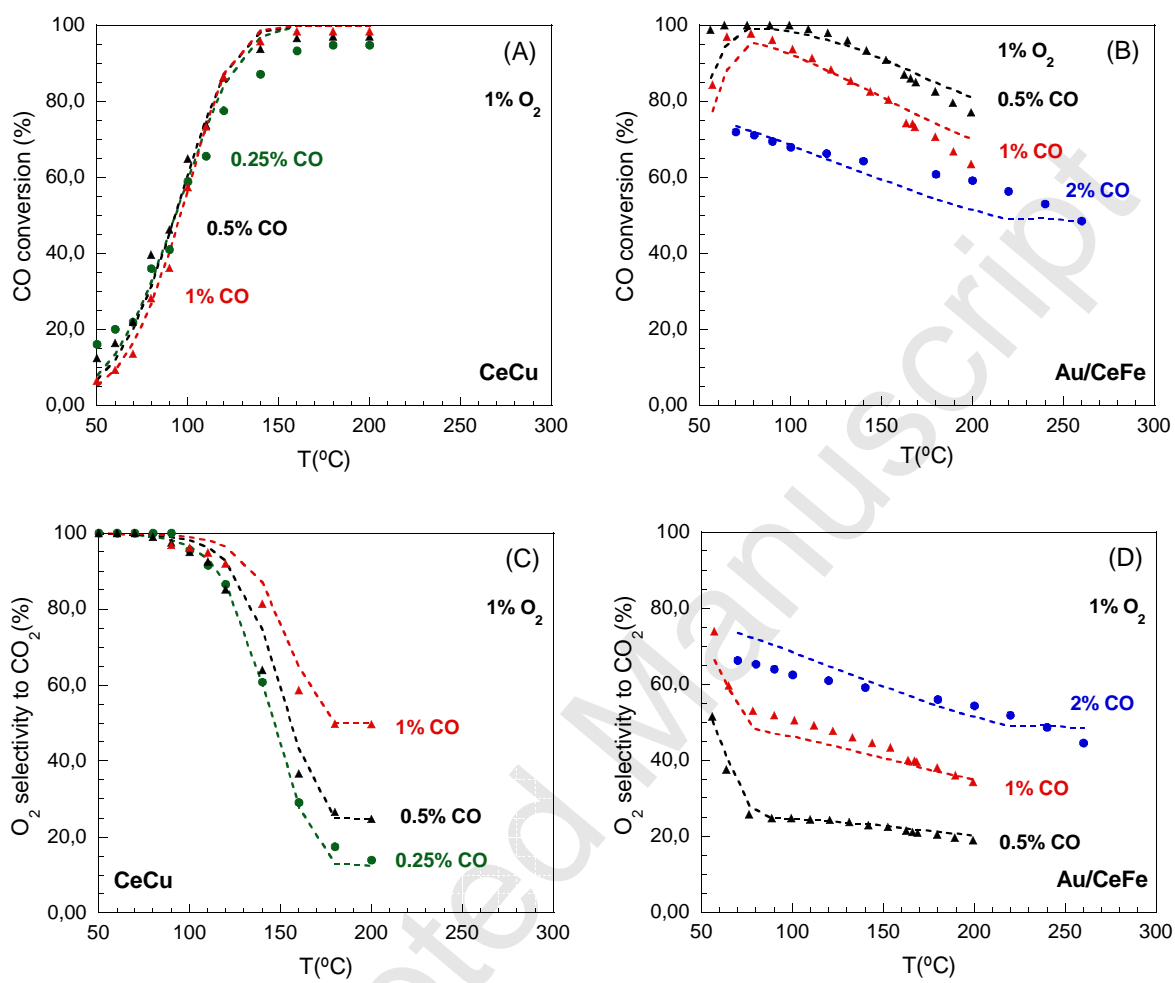 100
80,0
60,0
40,0
20,0
0,00
CO conversion (%)
(A)
1% O2
0.25% CO
0.5% CO
1% CO
CeCu
50 100 150 200 250 300
T(ºC)
100
80,0
60,0
40,0
20,0
0,00
CO conversion (%)
(B)
1% O2
0.5% CO
1% CO
2% CO
Au/CeFe
50 100 150 200 250 300
T(ºC)
100
80,0
60,0
40,0
20,0
0,00
O2 selectivity to CO2(%)
(C)
1% O2
1% CO
0.5% CO
0.25% CO
CeCu
50 100 150 200 250 300
T(ºC)
100
80,0
60,0
40,0
20,0
0,00
O2 selectivity to CO2(%)
(D)
1% O2
2% CO
1% CO
0.5% CO
Au/CeFe
50 100 150 200 250 300
T(ºC)
ted Manuscript